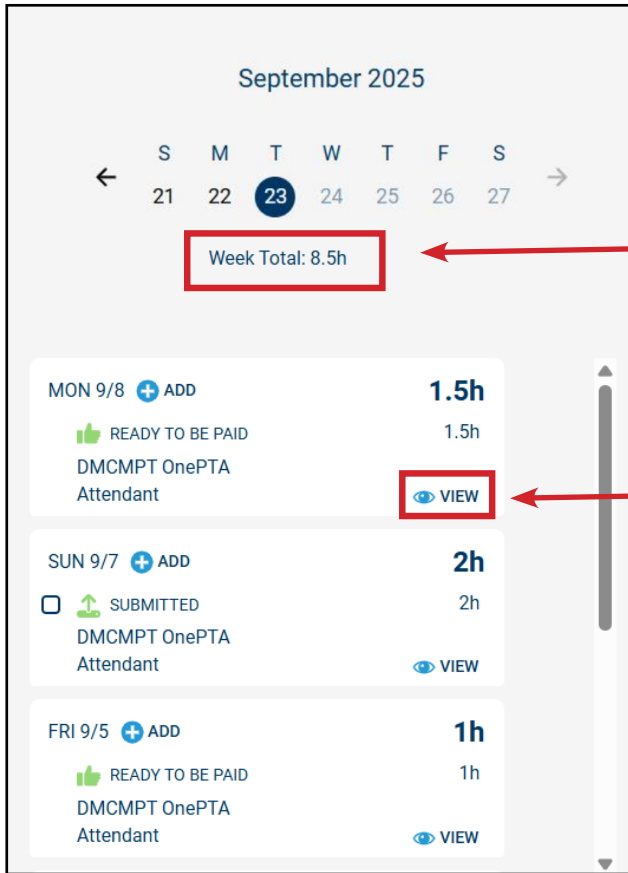 September 2025
S M T W T F S
21 22 23 24 25 26 27
Week Total: 8.5h
MON 9/8 ADD 1.5h
READY TO BE PAID 1.5h
DMCMPT OnePTA
Attendant VIEW
SUN 9/7 ADD 2h
SUBMITTED 2h
DMCMPT OnePTA
Attendant VIEW
FRI 9/5 ADD 1h
READY TO BE PAID 1h
DMCMPT OnePTA
Attendant VIEW